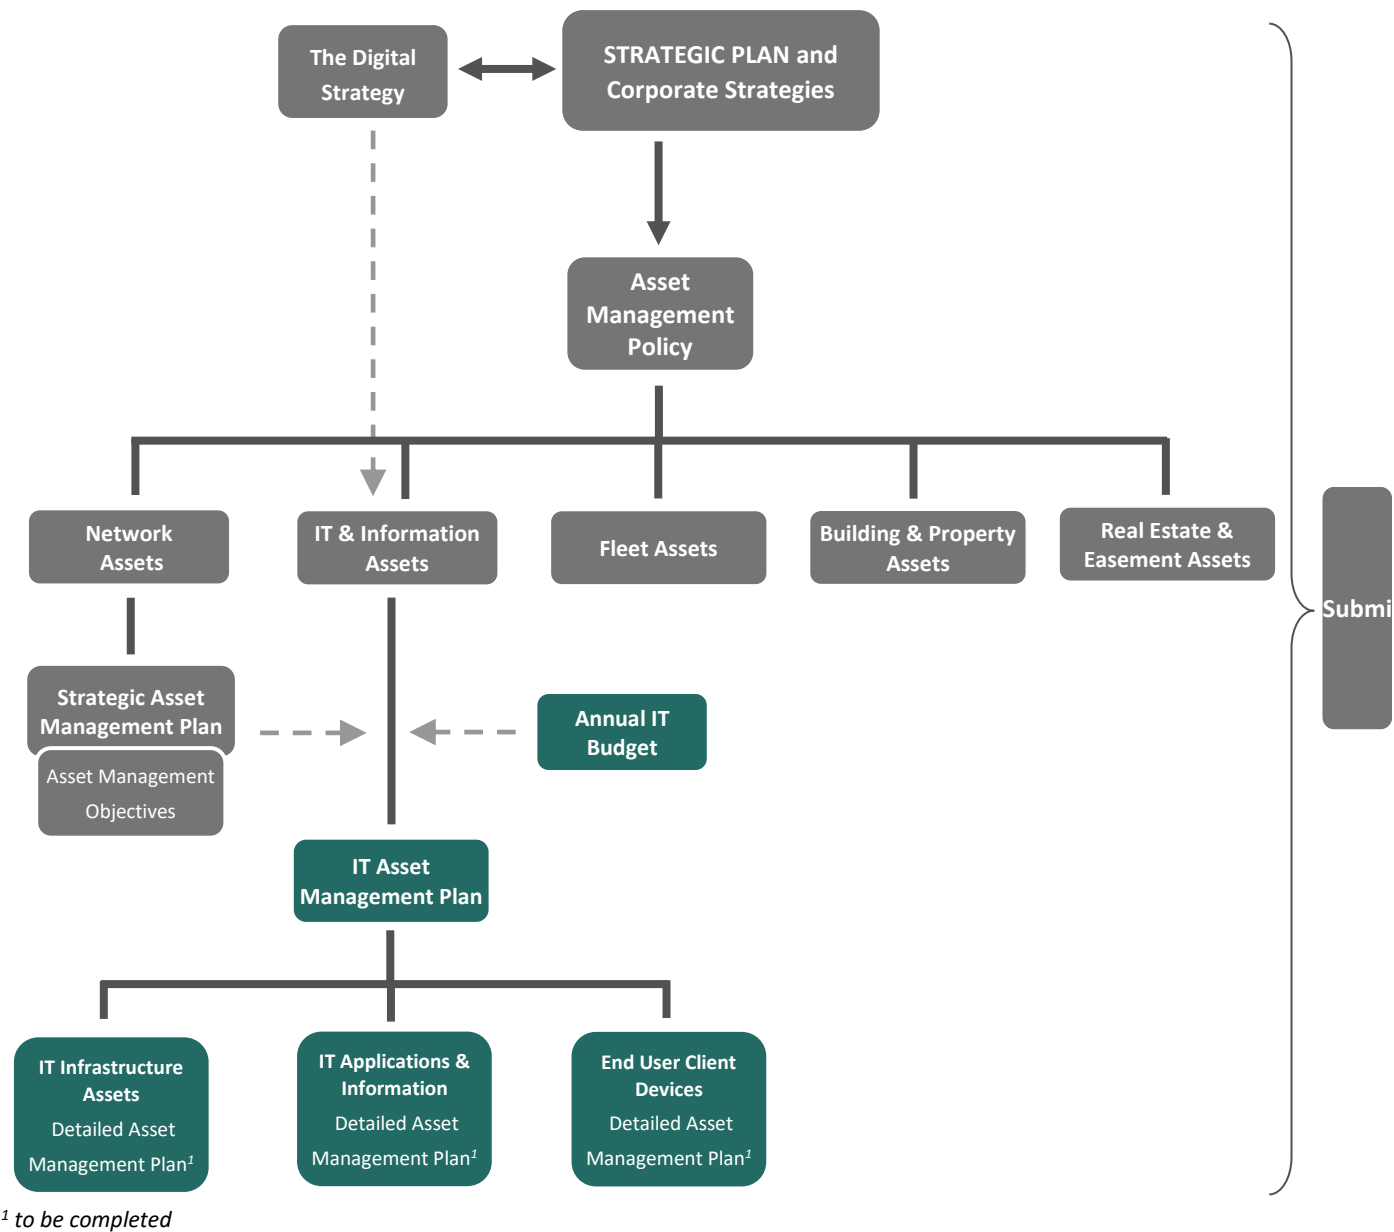 The Digital
Strategy
STRATEGIC PLAN and
Corporate Strategies
Asset
Management
Policy
Network
Assets
IT & Information
Assets
Fleet Assets
Building & Property
Assets
Real Estate &
Easement Assets
Submi
Strategic Asset
Management Plan
Asset Management
Objectives
Annual IT
Budget
IT Asset
Management Plan
IT Infrastructure
Assets
Detailed Asset
Management Plan¹
IT Applications &
Information
Detailed Asset
Management Plan¹
End User Client
Devices
Detailed Asset
Management Plan¹
¹ to be completed